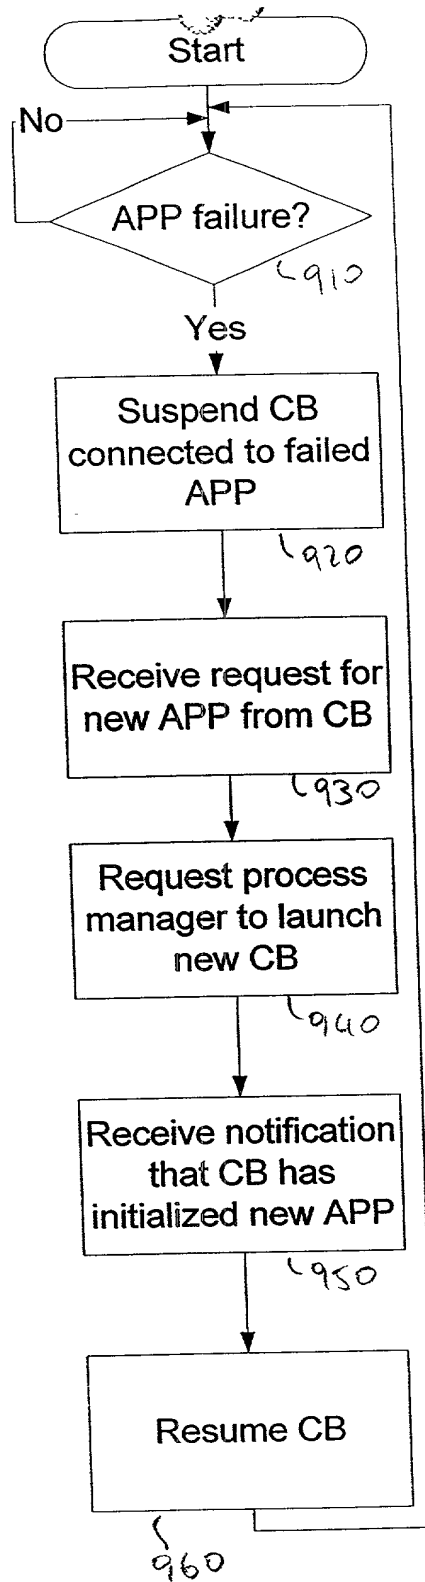 Start
No
APP failure?
910
Yes
Suspend CB
connected to failed
APP
920
Receive request for
new APP from CB
930
Request process
manager to launch
new CB
940
Receive notification
that CB has
initialized new APP
950
Resume CB
960